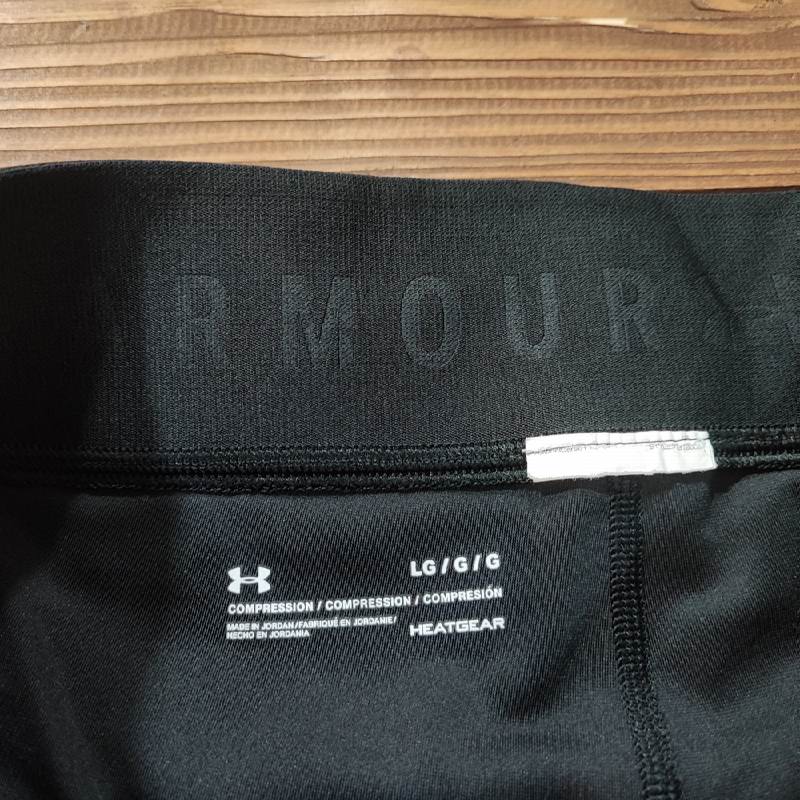 RMOUR
LG / G / G
COMPRESSION / COMPRESSION / COMPRESIÓN
MADE IN JORDAN/FABRIQUÉ EN JORDANIE/
HECHO EN JORDANIA
HEATGEAR